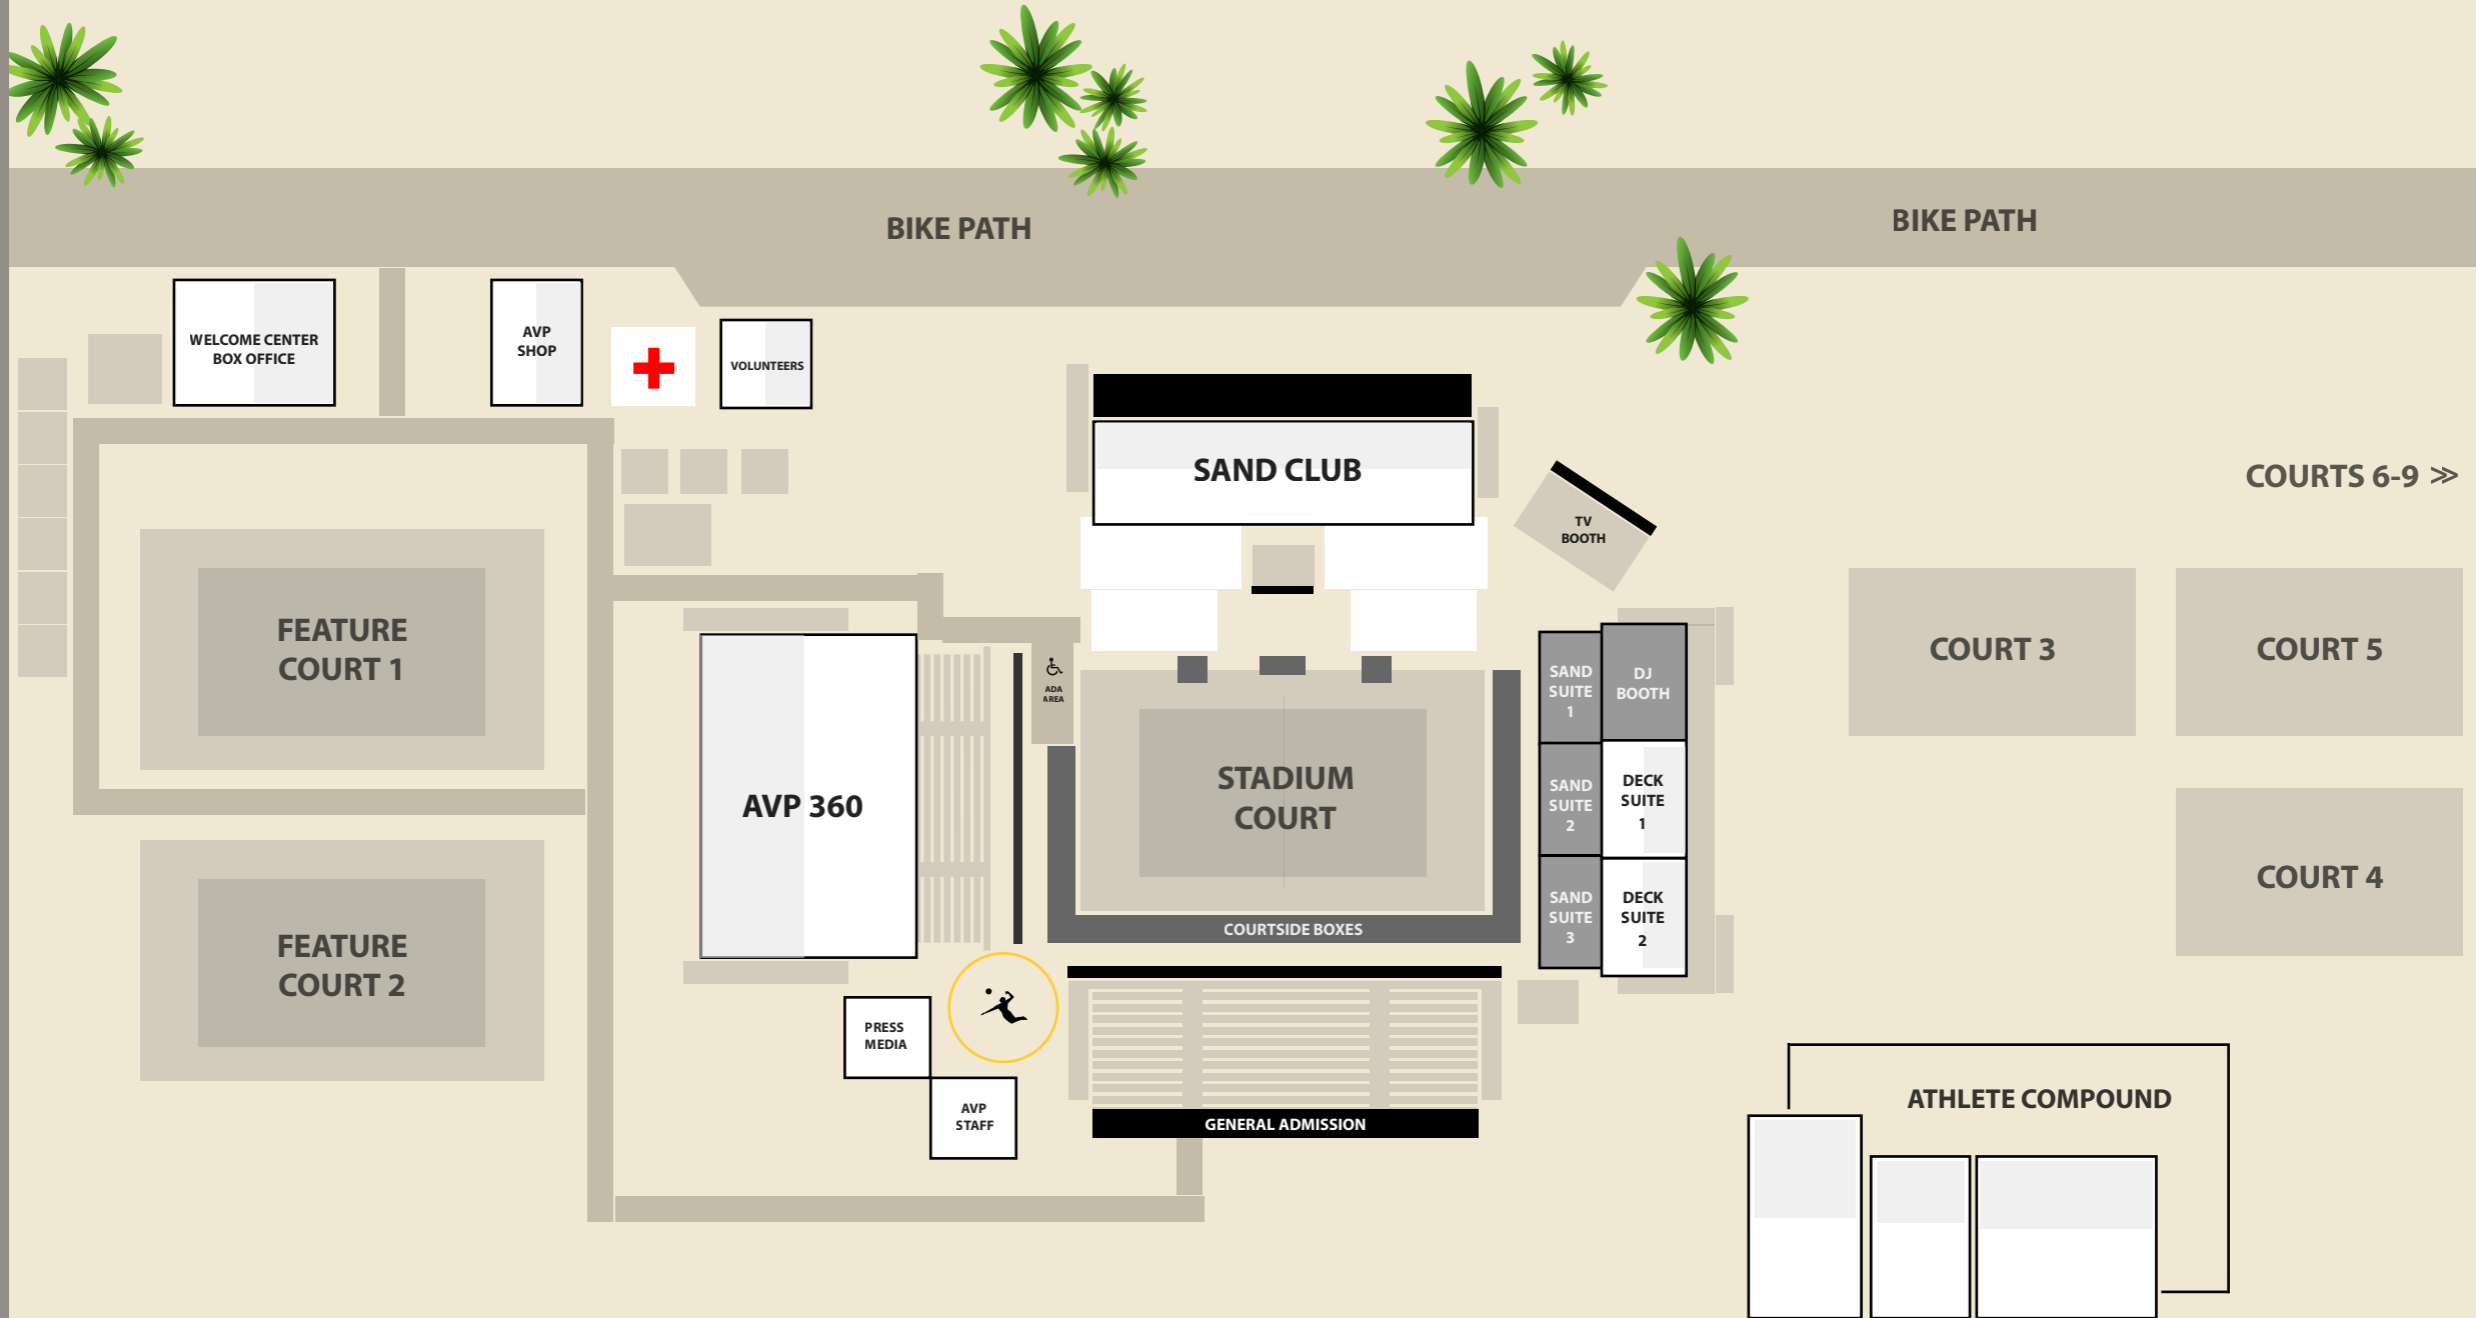 BIKE PATH
BIKE PATH
WELCOME CENTER
BOX OFFICE
AVP
SHOP
VOLUNTEERS
SAND CLUB
TV
BOOTH
COURTS 6-9 >>
FEATURE
COURT 1
ADA
AREA
SAND
SUITE
1
DJ
BOOTH
COURT 3
COURT 5
AVP 360
STADIUM
COURT
SAND
SUITE
2
DECK
SUITE
1
COURT 4
FEATURE
COURT 2
COURTSIDE BOXES
SAND
SUITE
3
DECK
SUITE
2
PRESS
MEDIA
AVP
STAFF
GENERAL ADMISSION
ATHLETE COMPOUND